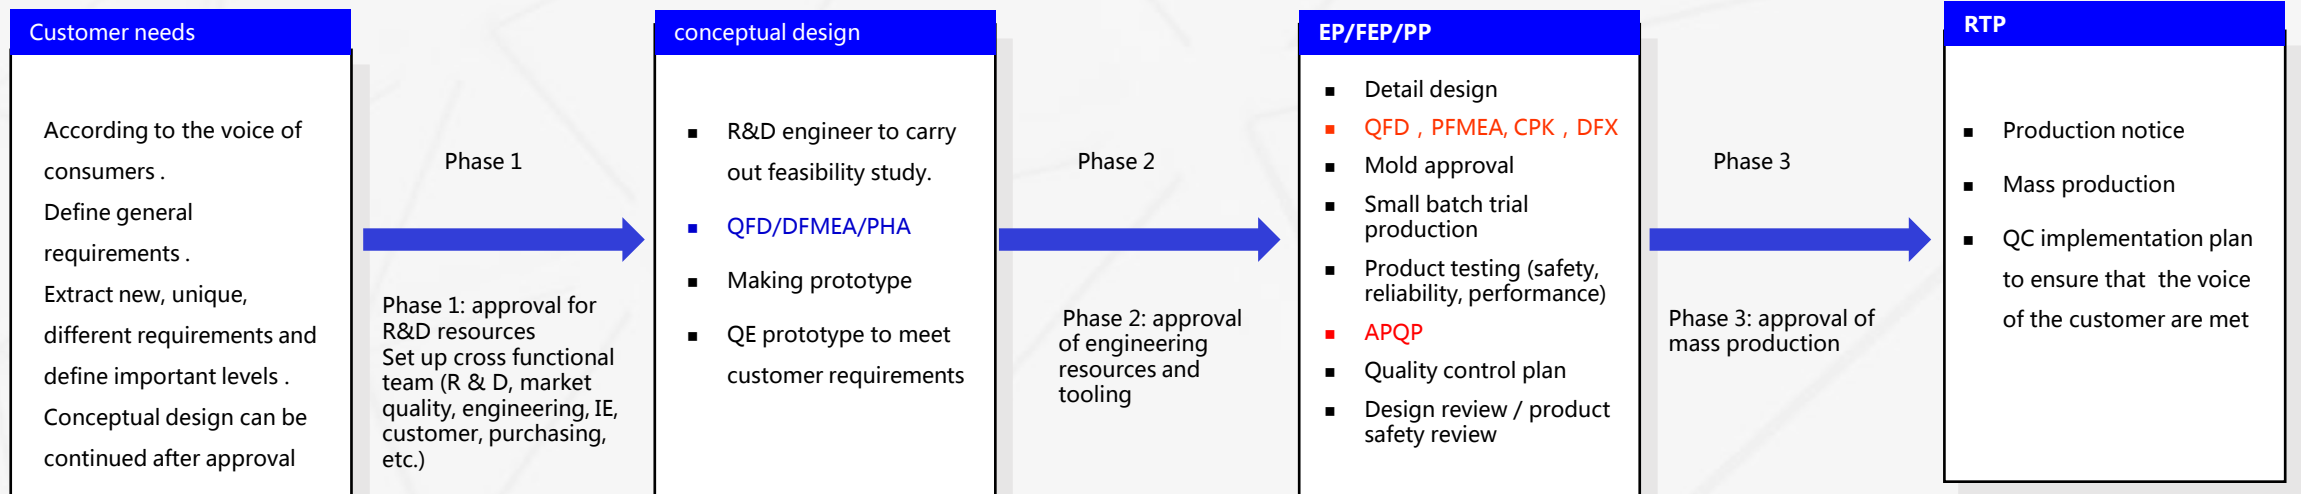 Customer needs
According to the voice of
consumers .
Define general
requirements .
Extract new, unique,
different requirements and
define important levels .
Conceptual design can be
continued after approval
Phase 1
Phase 1: approval for
R&D resources
Set up cross functional
team (R & D, market
quality, engineering, IE,
customer, purchasing,
etc.)
conceptual design
R&D engineer to carry
out feasibility study.
QFD/DFMEA/PHA
Making prototype
QE prototype to meet
customer requirements
Phase 2
Phase 2: approval
of engineering
resources and
tooling
EP/FEP/PP
Detail design
QFD，PFMEA, CPK，DFX
Mold approval
Small batch trial
production
Product testing (safety,
reliability, performance)
APQP
Quality control plan
Design review / product
safety review
Phase 3
Phase 3: approval of
mass production
RTP
Production notice
Mass production
QC implementation plan
to ensure that  the voice
of the customer are met